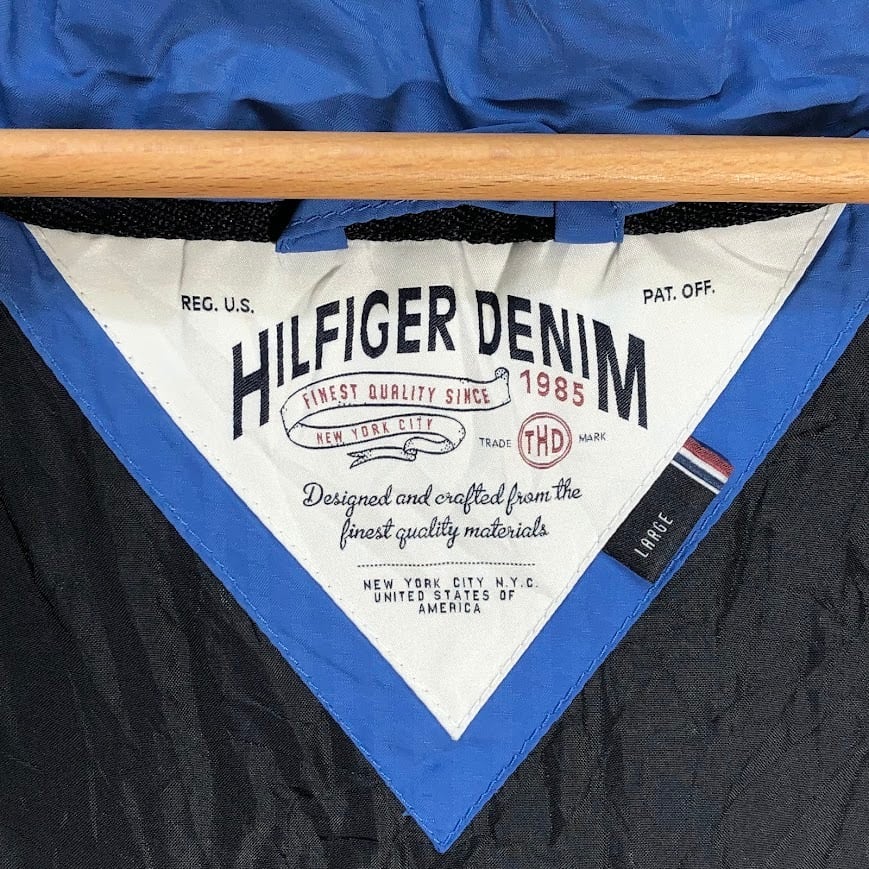 REG. U.S.
PAT. OFF.
HILFIGER DENIM
FINEST QUALITY SINCE 1985
NEW YORK CITY
TRADE THD MARK
Designed and crafted from the
finest quality materials
NEW YORK CITY N.Y.C.
UNITED STATES OF
AMERICA
LARGE